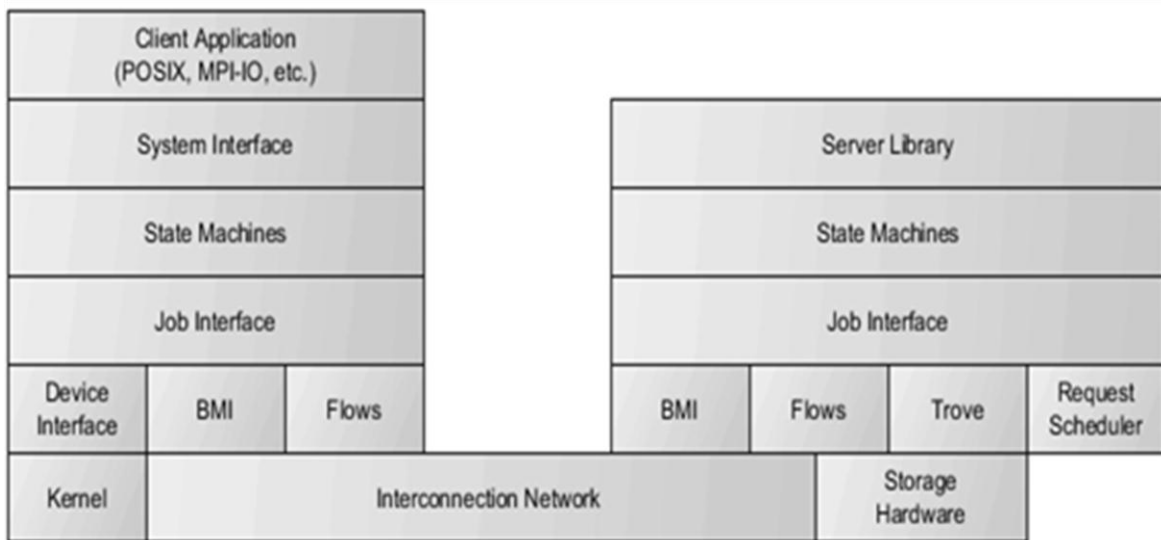 Client Application
(POSIX, MPI-IO, etc.)
System Interface
Server Library
State Machines
State Machines
Job Interface
Job Interface
Device
Interface
BMI
Flows
BMI
Flows
Trove
Request
Scheduler
Kernel
Interconnection Network
Storage
Hardware